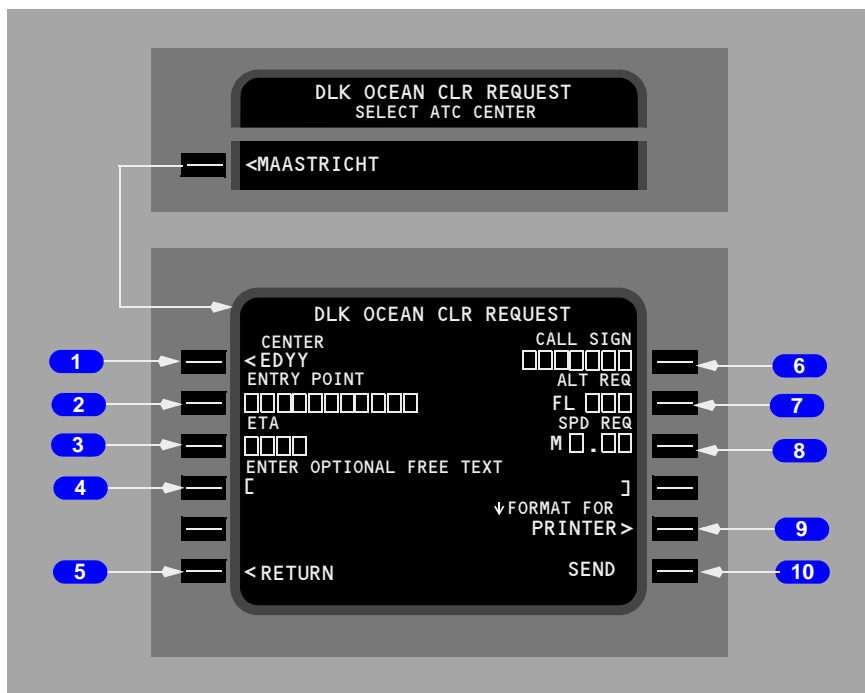 DLK OCEAN CLR REQUEST
SELECT ATC CENTER
<MAASTRICHT
DLK OCEAN CLR REQUEST
CENTER CALL SIGN
1 <EDYY □□□□□□□ 6
ENTRY POINT ALT REQ
2 □□□□□□□□□□□ FL □□□ 7
ETA SPD REQ
3 □□□□ M □.□□ 8
ENTER OPTIONAL FREE TEXT
4 [ ]
↓FORMAT FOR
PRINTER> 9
5 <RETURN SEND 10